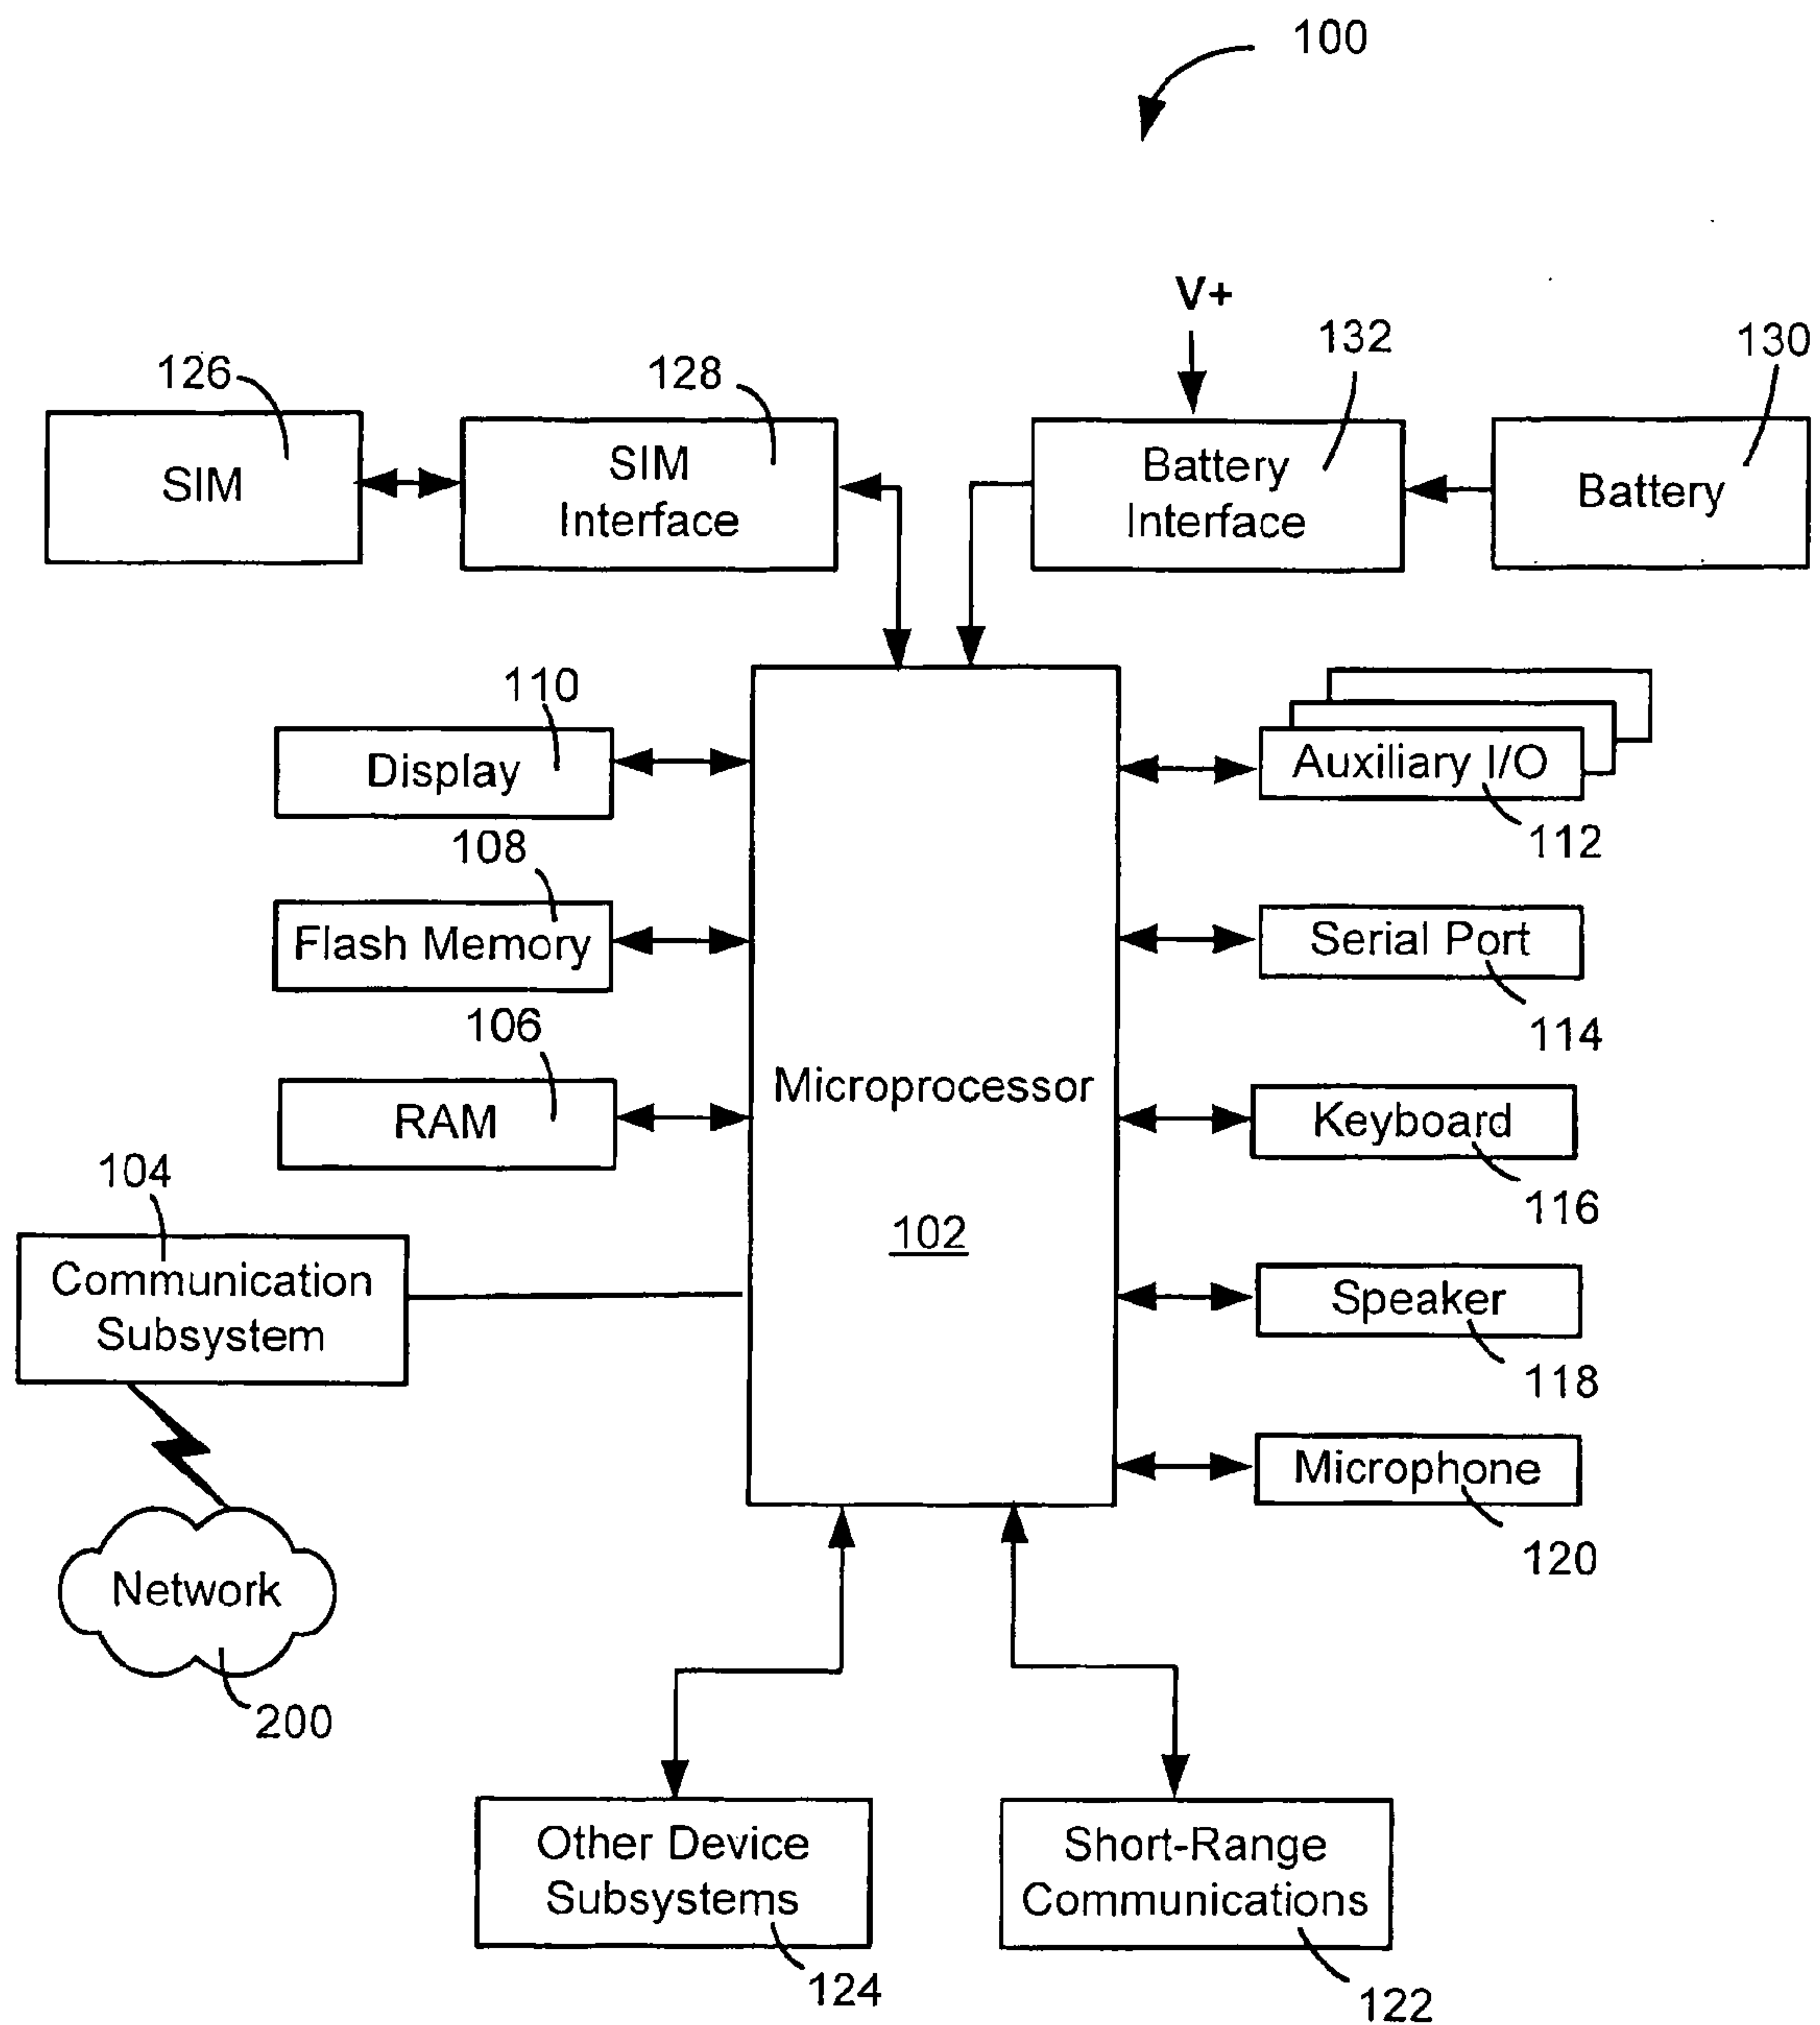 100
V+
132
130
126
128
SIM
SIM
Interface
Battery
Interface
Battery
110
Display
Auxiliary I/O
112
108
Flash Memory
Serial Port
114
106
RAM
Microprocessor
102
Keyboard
116
104
Communication
Subsystem
Speaker
118
Microphone
120
Network
200
Other Device
Subsystems
124
Short-Range
Communications
122